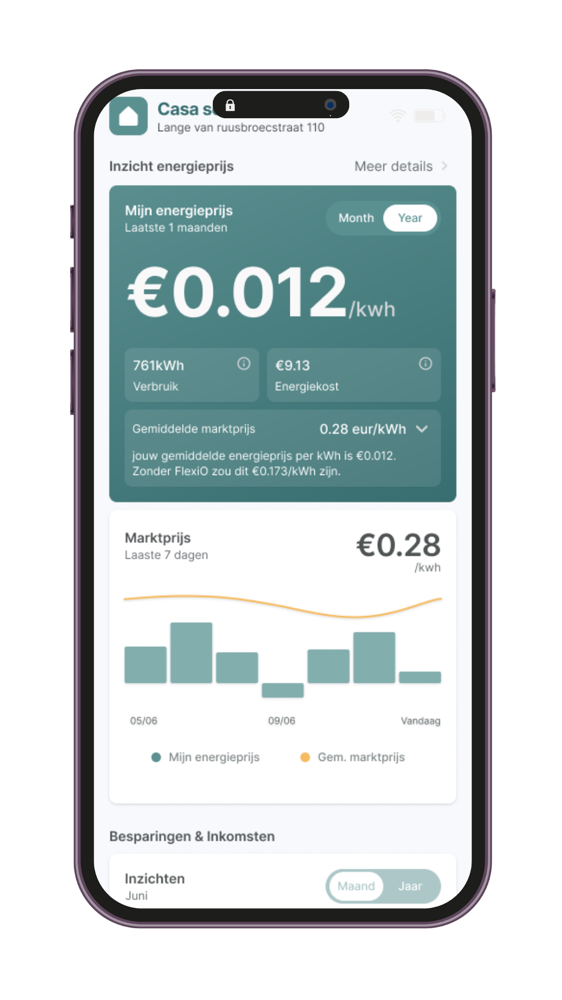 Casa
Lange van ruusbroecstraat 110
Inzicht energieprijs
Meer details
Mijn energieprijs
Laatste 1 maanden
Month Year
€0.012/kwh
761kWh
Verbruik
€9.13
Energiekost
Gemiddelde marktprijs 0.28 eur/kWh
jouw gemiddelde energieprijs per kWh is €0.012.
Zonder FlexiO zou dit €0.173/kWh zijn.
Marktprijs
Laaste 7 dagen
€0.28
/kwh
05/06 09/06 Vandaag
Mijn energieprijs Gem. marktprijs
Besparingen & Inkomsten
Inzichten
Juni
Maand Jaar